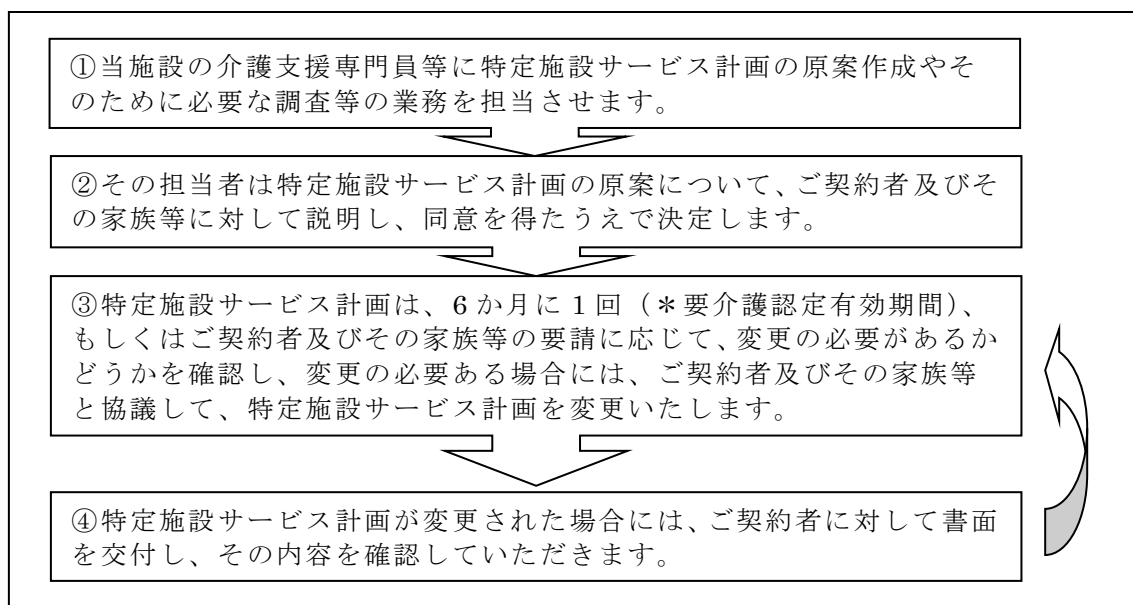 ①当施設の介護支援専門員等に特定施設サービス計画の原案作成やそ
のために必要な調査等の業務を担当させます。
②その担当者は特定施設サービス計画の原案について、ご契約者及びそ
の家族等に対して説明し、同意を得たうえで決定します。
③特定施設サービス計画は、6か月に1回（＊要介護認定有効期間）、
もしくはご契約者及びその家族等の要請に応じて、変更の必要があるか
どうかを確認し、変更の必要ある場合には、ご契約者及びその家族等
と協議して、特定施設サービス計画を変更いたします。
④特定施設サービス計画が変更された場合には、ご契約者に対して書面
を交付し、その内容を確認していただきます。